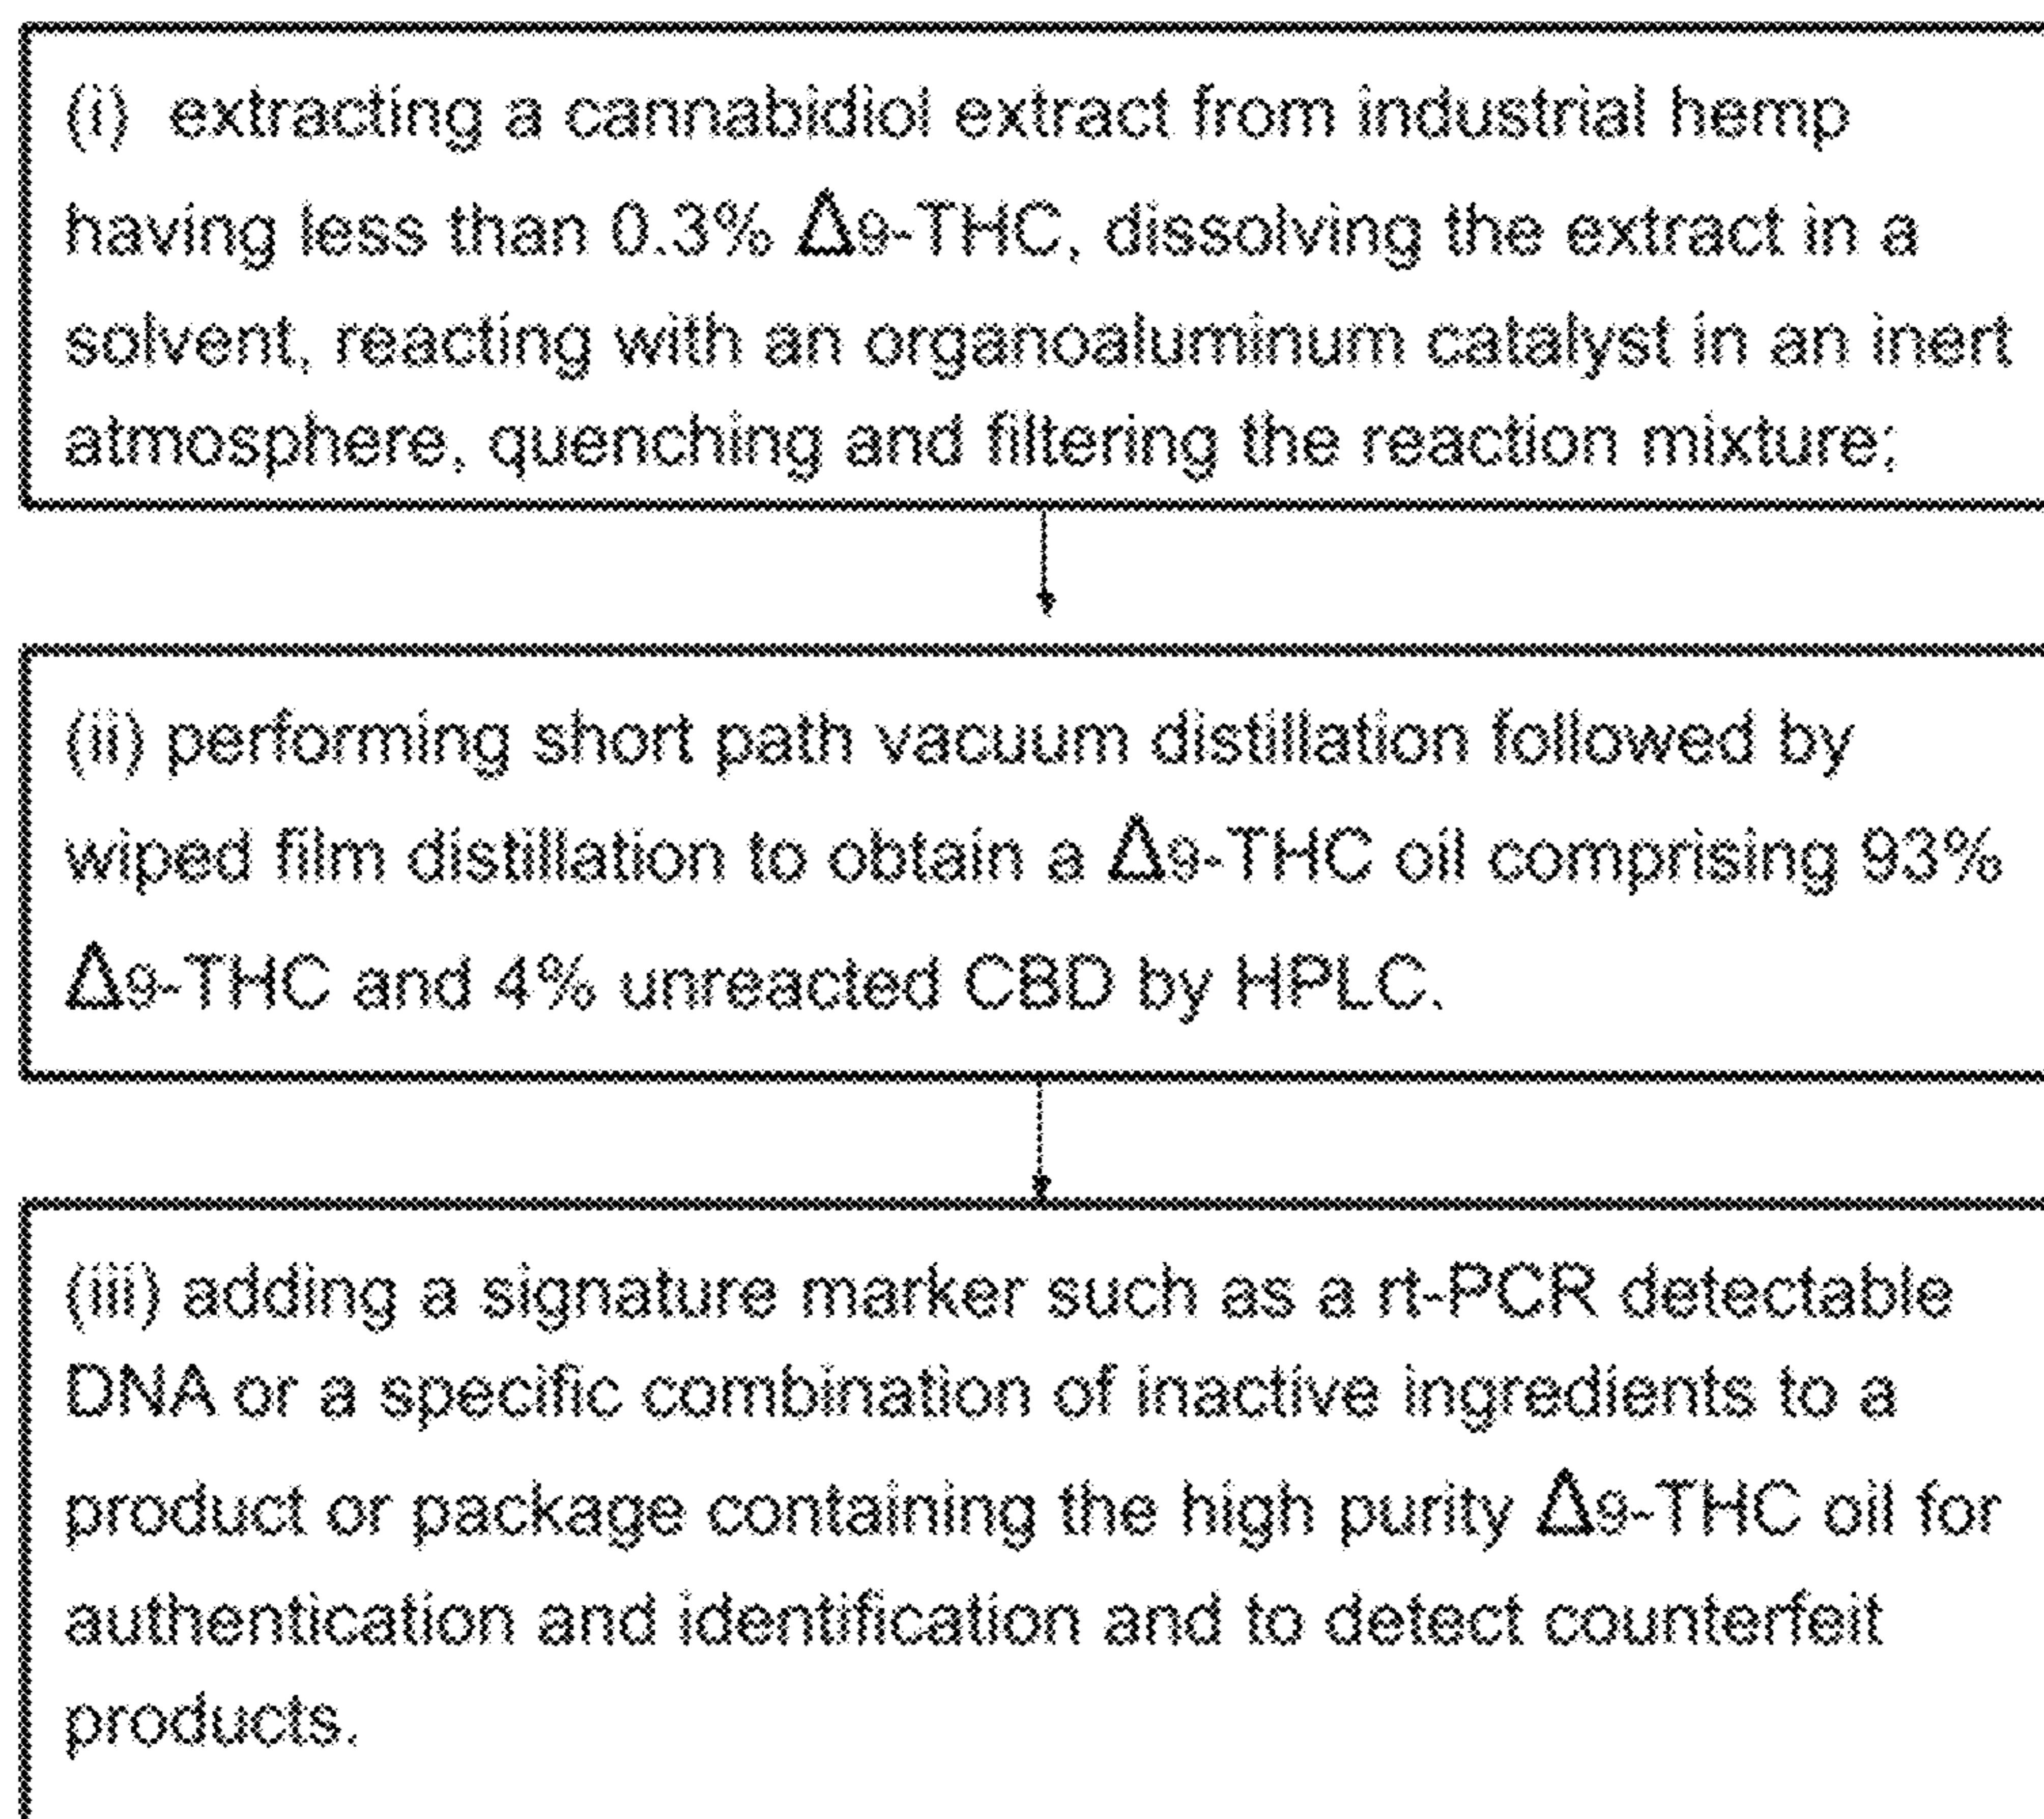 (i) extracting a cannabidiol extract from industrial hemp
having less than 0.3% Δ9-THC, dissolving the extract in a
solvent, reacting with an organoaluminum catalyst in an inert
atmosphere, quenching and filtering the reaction mixture;
(ii) performing short path vacuum distillation followed by
wiped film distillation to obtain a Δ9-THC oil comprising 93%
Δ9-THC and 4% unreacted CBD by HPLC.
(iii) adding a signature marker such as a rt-PCR detectable
DNA or a specific combination of inactive ingredients to a
product or package containing the high purity Δ9-THC oil for
authentication and identification and to detect counterfeit
products.